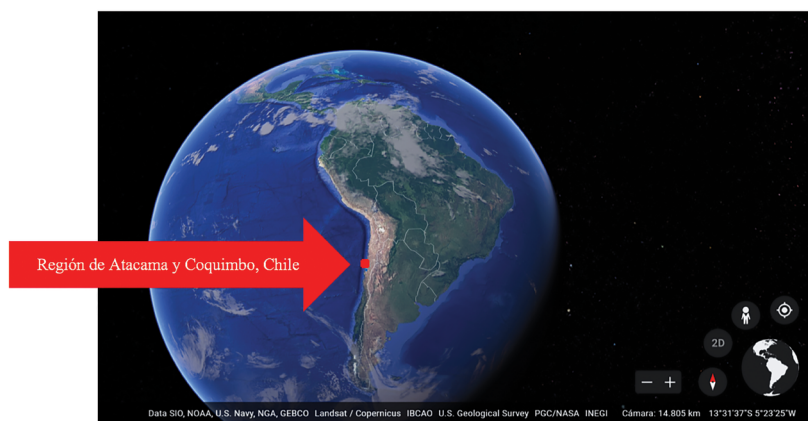 Región de Atacama y Coquimbo, Chile
2D
Data SIO, NOAA, U.S. Navy, NGA, GEBCO Landsat / Copernicus IBCAO U.S. Geological Survey PGC/NASA INEGI Cámara: 14.805 km 13°31'37"S 5°23'25"W